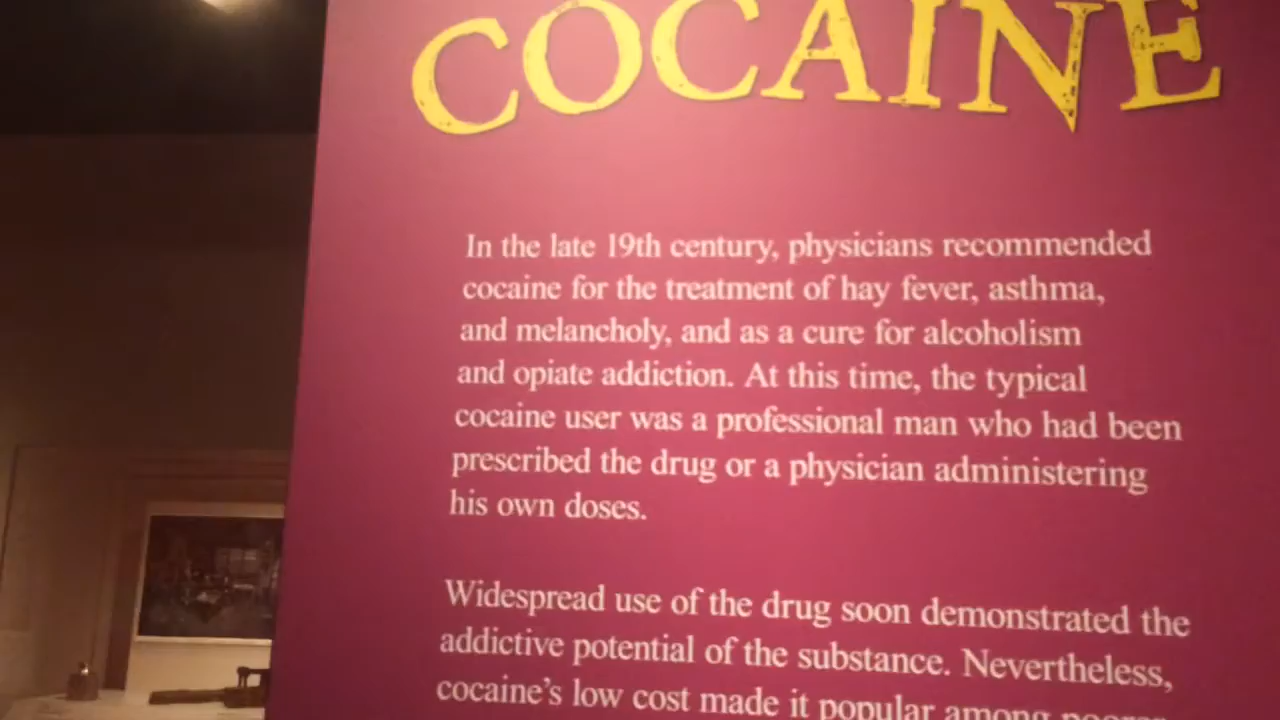 COCAINE
In the late 19th century, physicians recommended
cocaine for the treatment of hay fever, asthma,
and melancholy, and as a cure for alcoholism
and opiate addiction. At this time, the typical
cocaine user was a professional man who had been
prescribed the drug or a physician administering
his own doses.
Widespread use of the drug soon demonstrated the
addictive potential of the substance. Nevertheless,
cocaine's low cost made it popular among